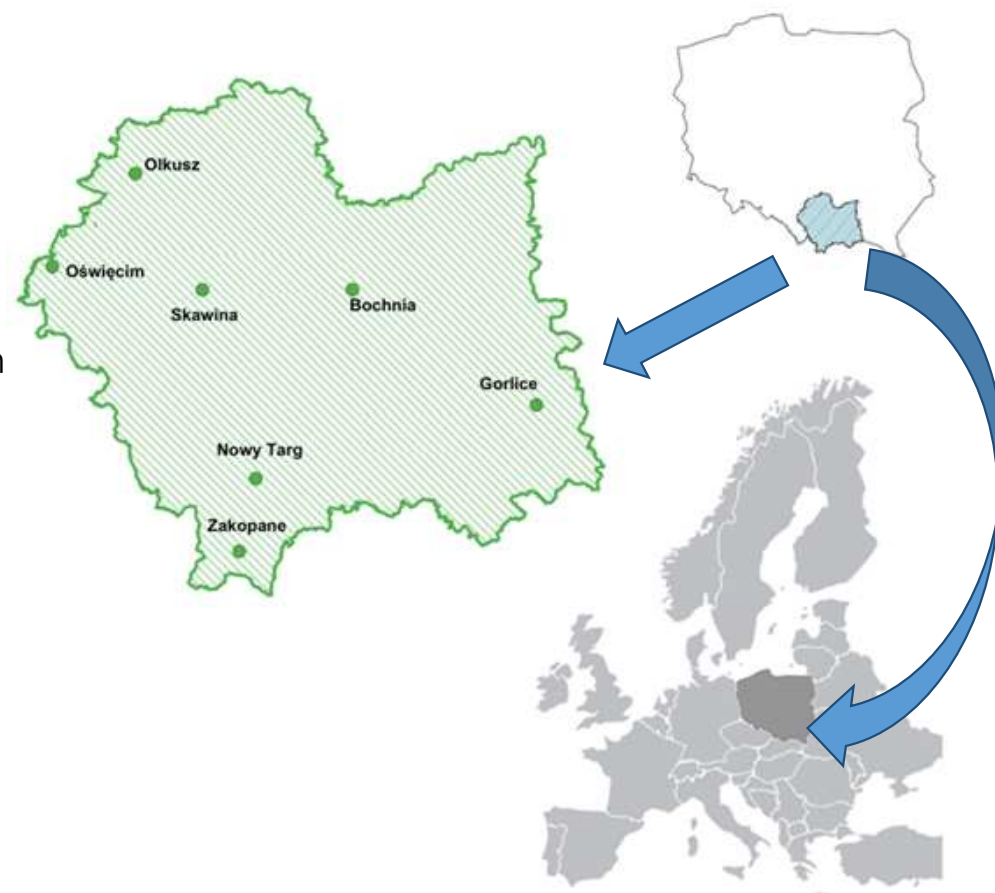 Olkusz
Oświęcim
Skawina
Bochnia
n
Gorlice
Nowy Targ
Zakopane